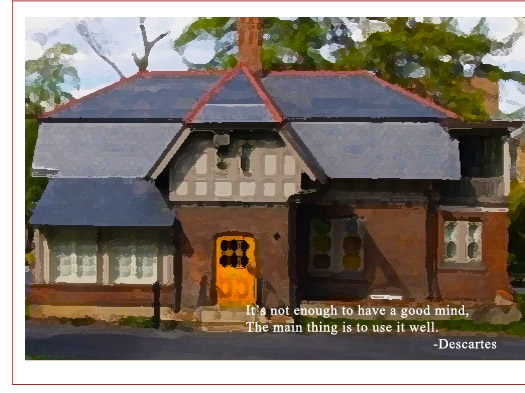 It's not enough to have a good mind,
The main thing is to use it well.
-Descartes